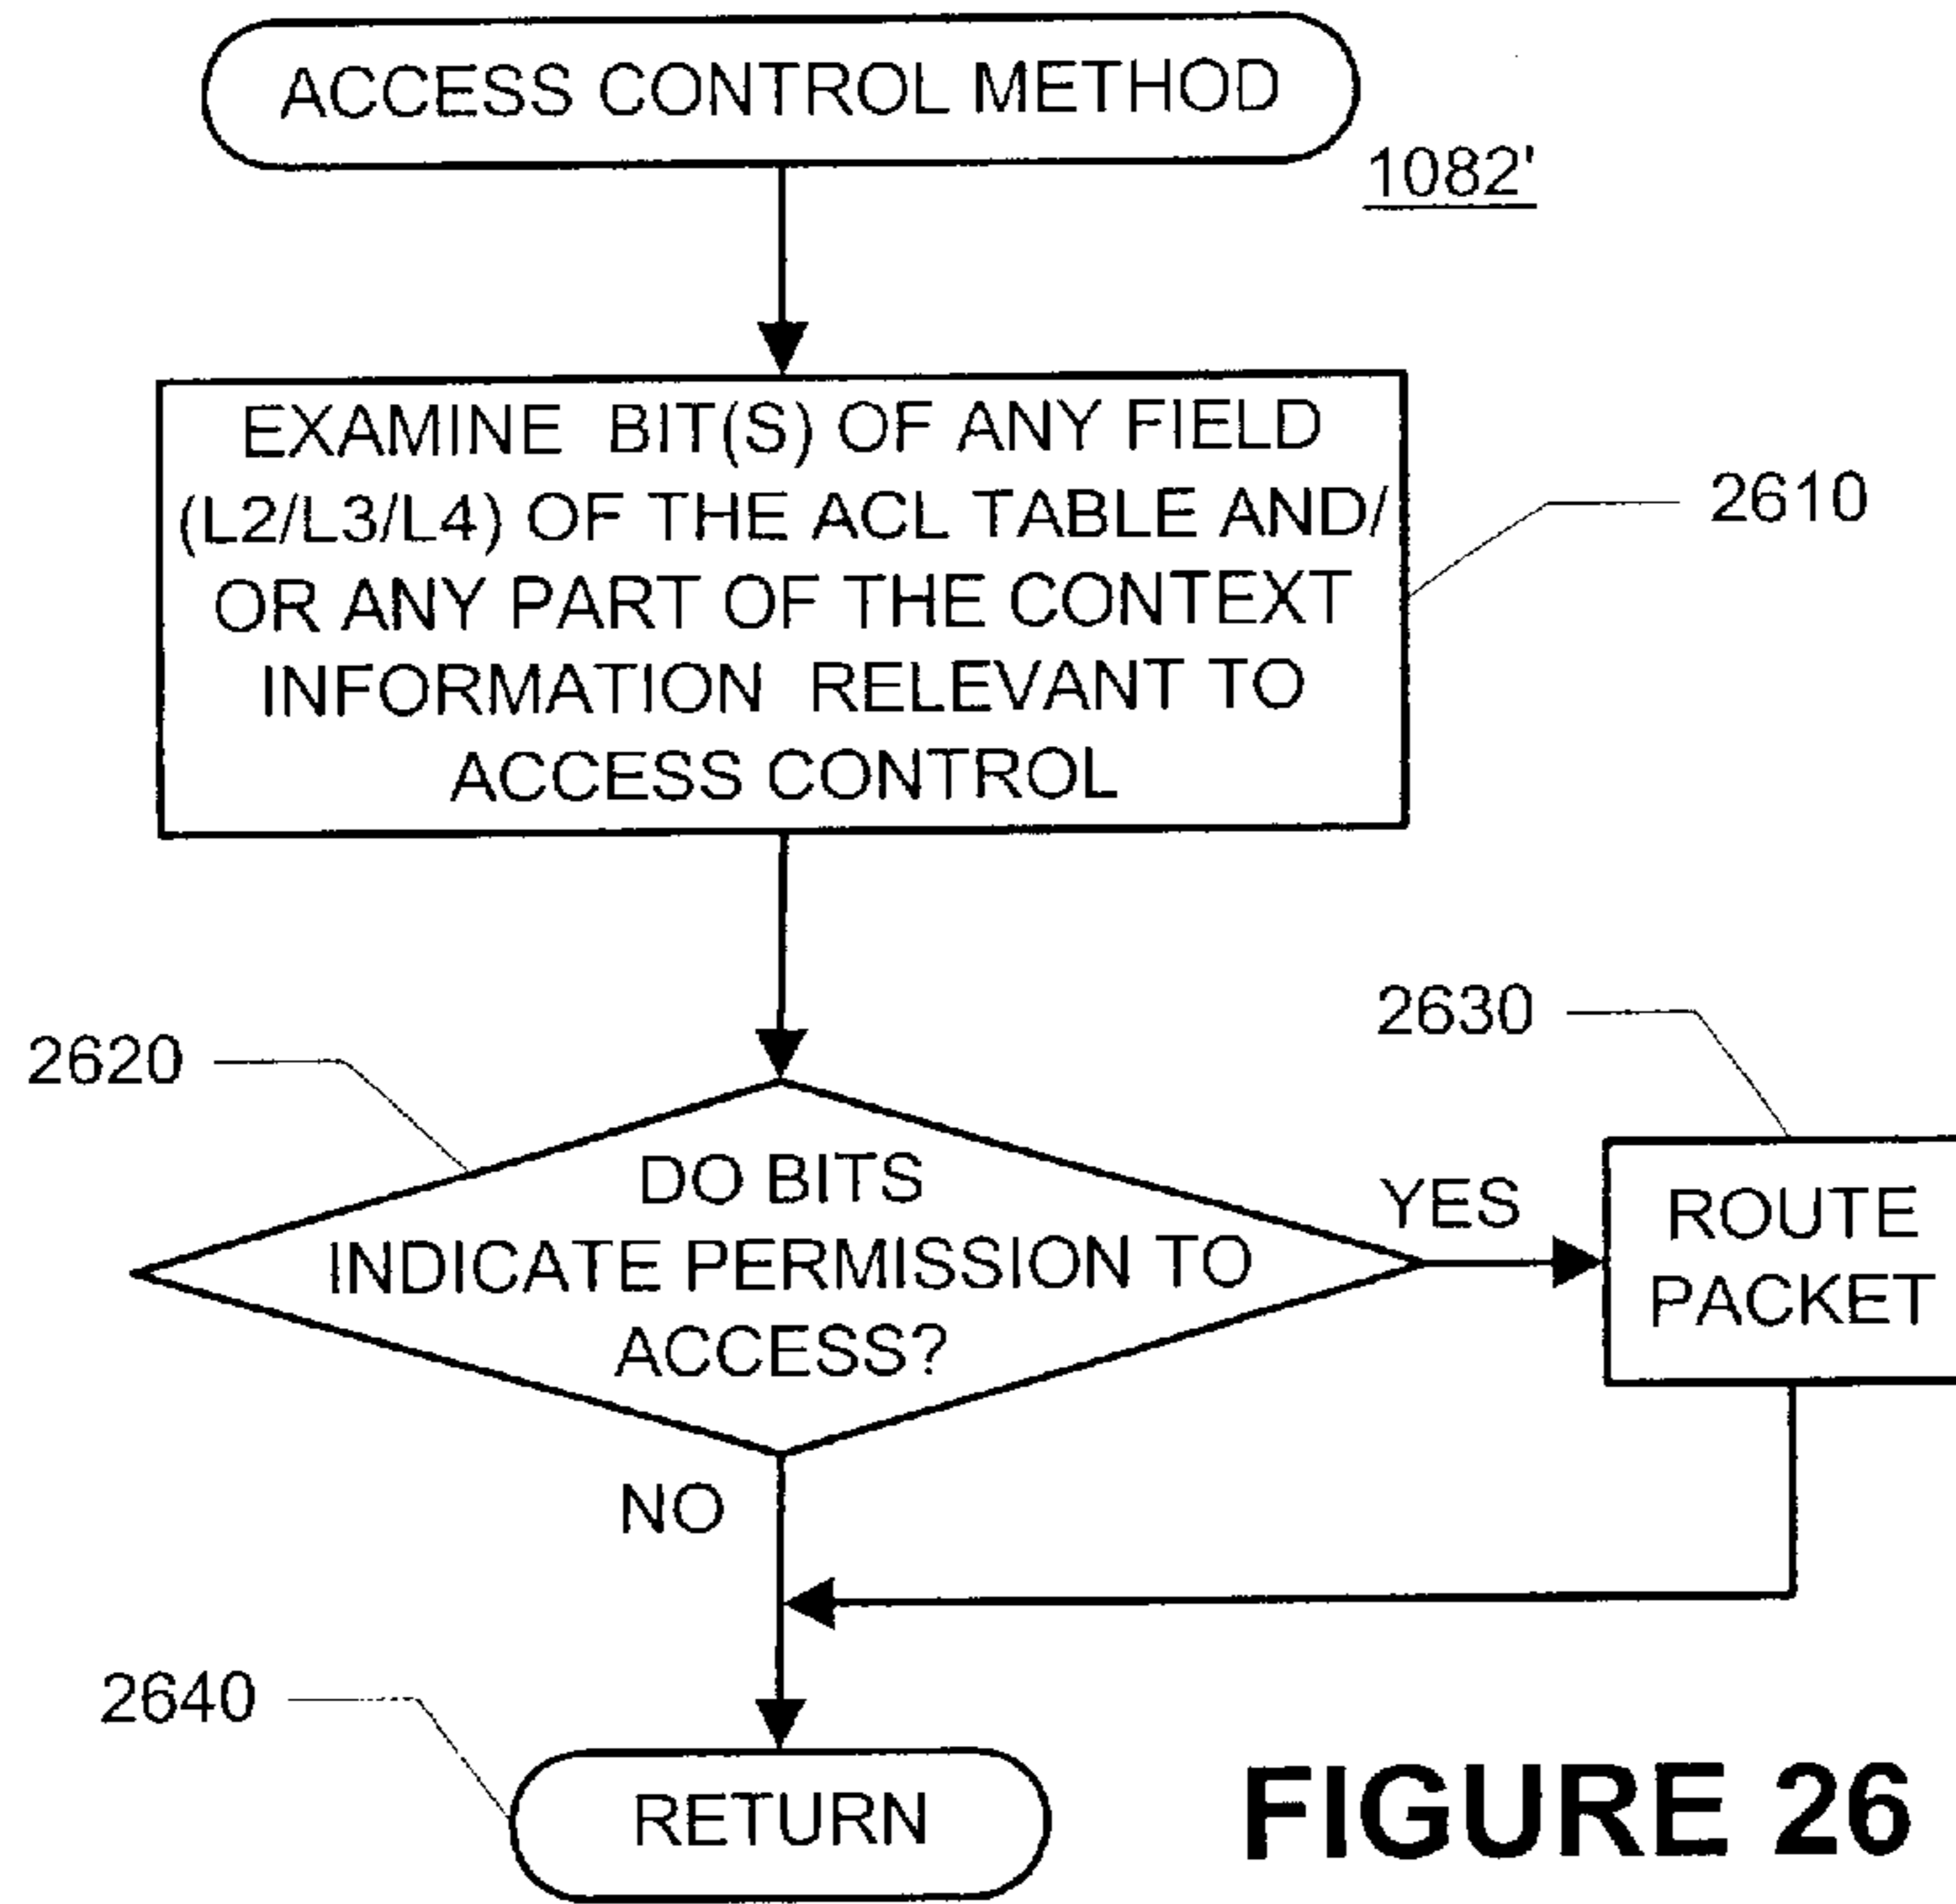 ACCESS CONTROL METHOD
1082'
EXAMINE BIT(S) OF ANY FIELD
(L2/L3/L4) OF THE ACL TABLE AND/
OR ANY PART OF THE CONTEXT
INFORMATION RELEVANT TO
ACCESS CONTROL
2610
2620
DO BITS
INDICATE PERMISSION TO
ACCESS?
YES
2630
ROUTE
PACKET
NO
2640
RETURN
FIGURE 26